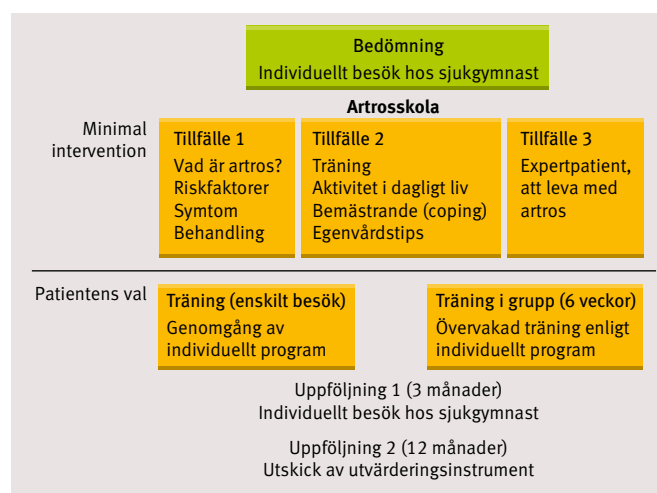 Bedömning
Individuellt besök hos sjukgymnast
Artrosskola
Minimal
intervention
Tillfälle 1
Vad är artros?
Riskfaktorer
Symtom
Behandling
Tillfälle 2
Träning
Aktivitet i dagligt liv
Bemästrande (coping)
Egenvårdstips
Tillfälle 3
Expertpatient,
att leva med
artros
Patientens val
Träning (enskilt besök)
Genomgång av
individuellt program
Träning i grupp (6 veckor)
Övervakad träning enligt
individuellt program
Uppföljning 1 (3 månader)
Individuellt besök hos sjukgymnast
Uppföljning 2 (12 månader)
Utskick av utvärderingsinstrument